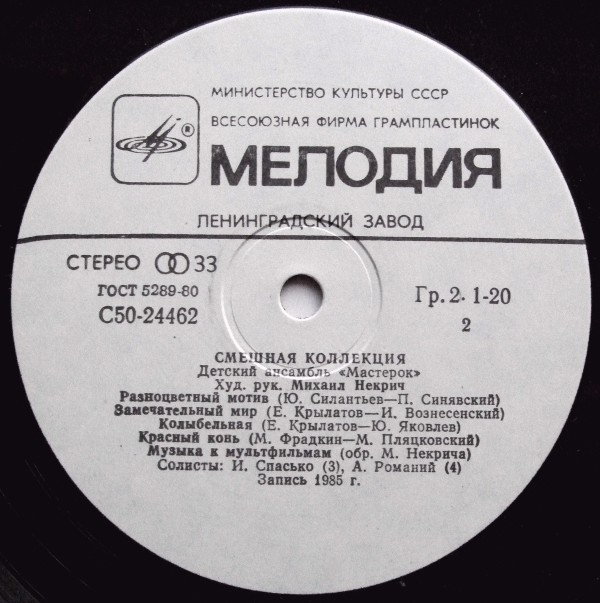 МИНИСТЕРСТВО КУЛЬТУРЫ СССР
ВСЕСОЮЗНАЯ ФИРМА ГРАМПЛАСТИНОК
®
МЕЛОДИЯ
ЛЕНИНГРАДСКИЙ ЗАВОД
СТЕРЕО 33
ГОСТ 5289-80
С50-24462
Гр. 2. 1-20
2
СМЕШНАЯ КОЛЛЕКЦИЯ
Детский ансамбль «Мастерок»
Худ. рук. Михаил Некрич
Разноцветный мотив (Ю. Силантьев—П. Синявский)
Замечательный мир (Е. Крылатов—И. Вознесенский)
Колыбельная (Е. Крылатов—Ю. Яковлев)
Красный конь (М. Фрадкин—М. Пляцковский)
Музыка к мультфильмам (обр. М. Некрича)
Солисты: И. Спасько (3), А. Романий (4)
Запись 1985 г.